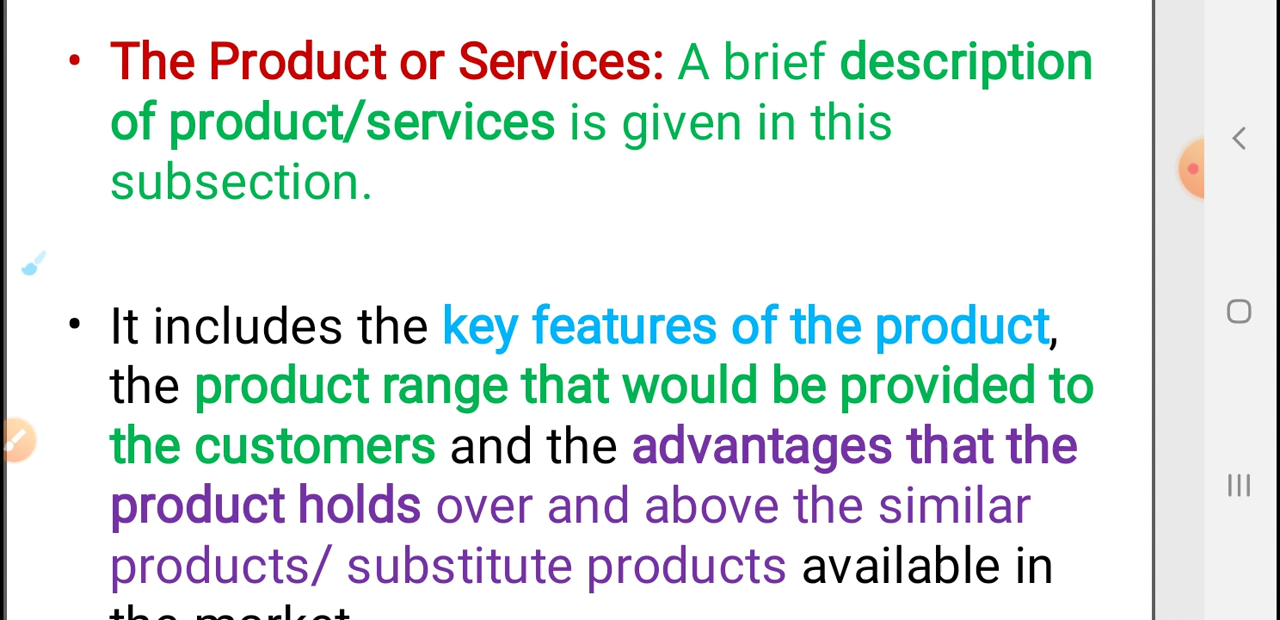 • The Product or Services: A brief description
of product/services is given in this
subsection.
• It includes the key features of the product,
the product range that would be provided to
the customers and the advantages that the
product holds over and above the similar
products/ substitute products available in
the market